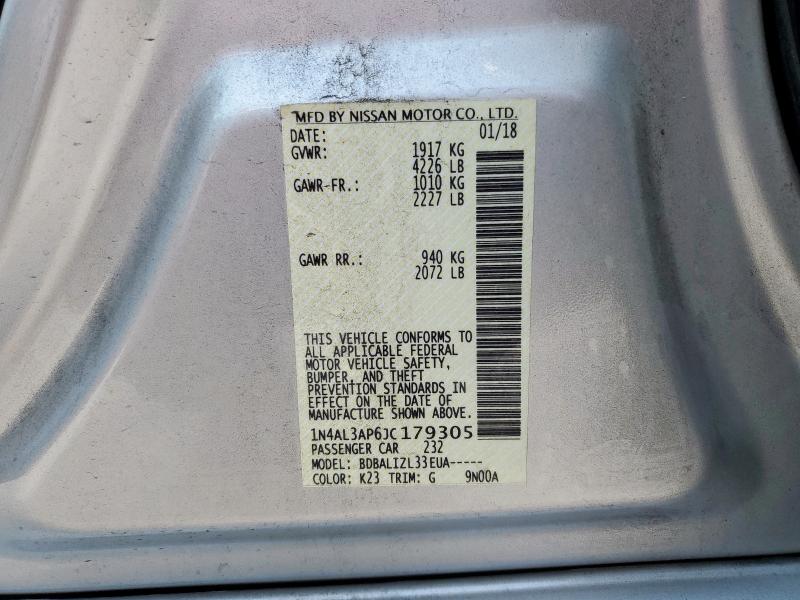 MFD BY NISSAN MOTOR CO., LTD.
DATE: 01/18
GVWR: 1917 KG
4226 LB
GAWR-FR.: 1010 KG
2227 LB
GAWR RR.: 940 KG
2072 LB
THIS VEHICLE CONFORMS TO
ALL APPLICABLE FEDERAL
MOTOR VEHICLE SAFETY,
BUMPER, AND THEFT
PREVENTION STANDARDS IN
EFFECT ON THE DATE OF
MANUFACTURE SHOWN ABOVE.
1N4AL3AP6JC179305
PASSENGER CAR 232
MODEL: BDBALIZL33EUA-----
COLOR: K23 TRIM: G 9N00A